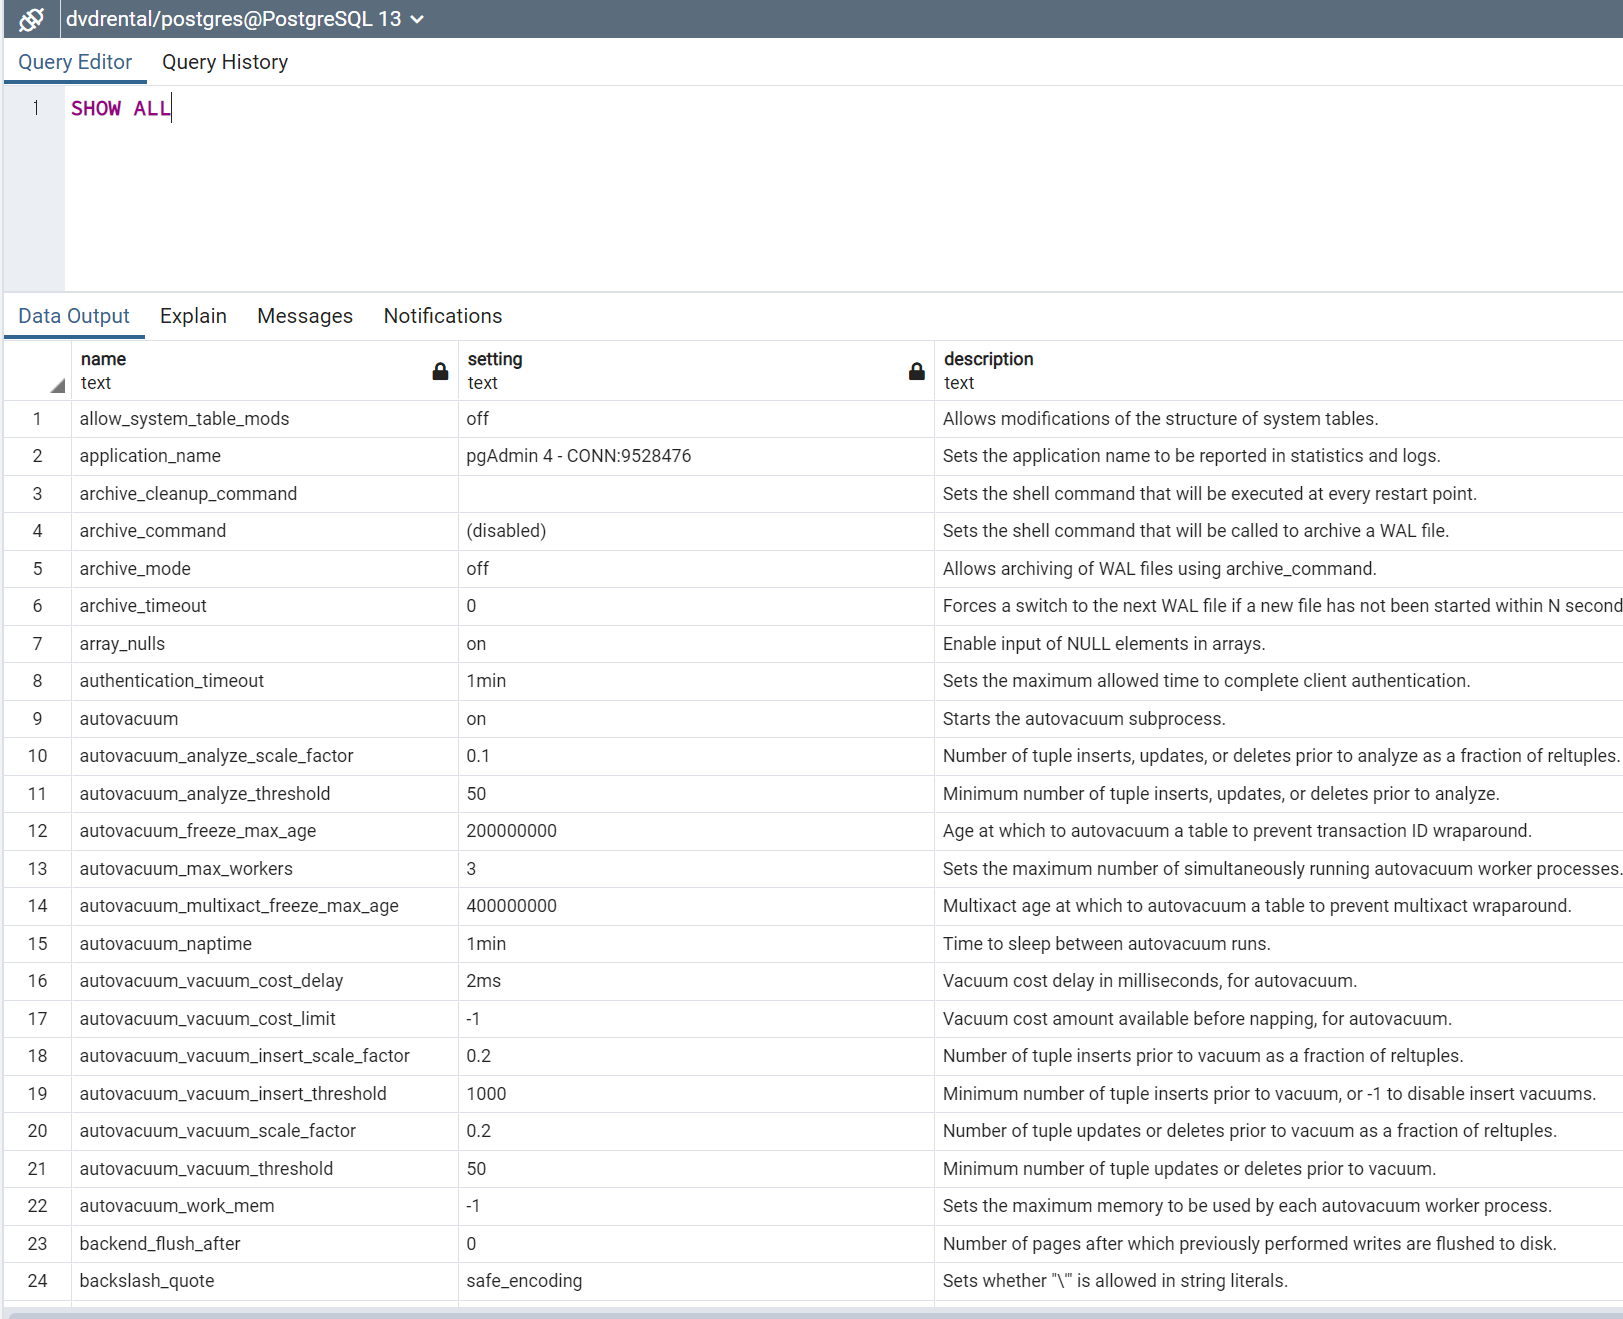 dvdrental/postgres@PostgreSQL 13
Query Editor Query History
1 SHOW ALL
Data Output Explain Messages Notifications
name setting description
text text text
1 allow_system_table_mods off Allows modifications of the structure of system tables.
2 application_name pgAdmin 4 - CONN:9528476 Sets the application name to be reported in statistics and logs.
3 archive_cleanup_command Sets the shell command that will be executed at every restart point.
4 archive_command (disabled) Sets the shell command that will be called to archive a WAL file.
5 archive_mode off Allows archiving of WAL files using archive_command.
6 archive_timeout 0 Forces a switch to the next WAL file if a new file has not been started within N second
7 array_nulls on Enable input of NULL elements in arrays.
8 authentication_timeout 1min Sets the maximum allowed time to complete client authentication.
9 autovacuum on Starts the autovacuum subprocess.
10 autovacuum_analyze_scale_factor 0.1 Number of tuple inserts, updates, or deletes prior to analyze as a fraction of reltuples.
11 autovacuum_analyze_threshold 50 Minimum number of tuple inserts, updates, or deletes prior to analyze.
12 autovacuum_freeze_max_age 200000000 Age at which to autovacuum a table to prevent transaction ID wraparound.
13 autovacuum_max_workers 3 Sets the maximum number of simultaneously running autovacuum worker processes.
14 autovacuum_multixact_freeze_max_age 400000000 Multixact age at which to autovacuum a table to prevent multixact wraparound.
15 autovacuum_naptime 1min Time to sleep between autovacuum runs.
16 autovacuum_vacuum_cost_delay 2ms Vacuum cost delay in milliseconds, for autovacuum.
17 autovacuum_vacuum_cost_limit -1 Vacuum cost amount available before napping, for autovacuum.
18 autovacuum_vacuum_insert_scale_factor 0.2 Number of tuple inserts prior to vacuum as a fraction of reltuples.
19 autovacuum_vacuum_insert_threshold 1000 Minimum number of tuple inserts prior to vacuum, or -1 to disable insert vacuums.
20 autovacuum_vacuum_scale_factor 0.2 Number of tuple updates or deletes prior to vacuum as a fraction of reltuples.
21 autovacuum_vacuum_threshold 50 Minimum number of tuple updates or deletes prior to vacuum.
22 autovacuum_work_mem -1 Sets the maximum memory to be used by each autovacuum worker process.
23 backend_flush_after 0 Number of pages after which previously performed writes are flushed to disk.
24 backslash_quote safe_encoding Sets whether "\'" is allowed in string literals.